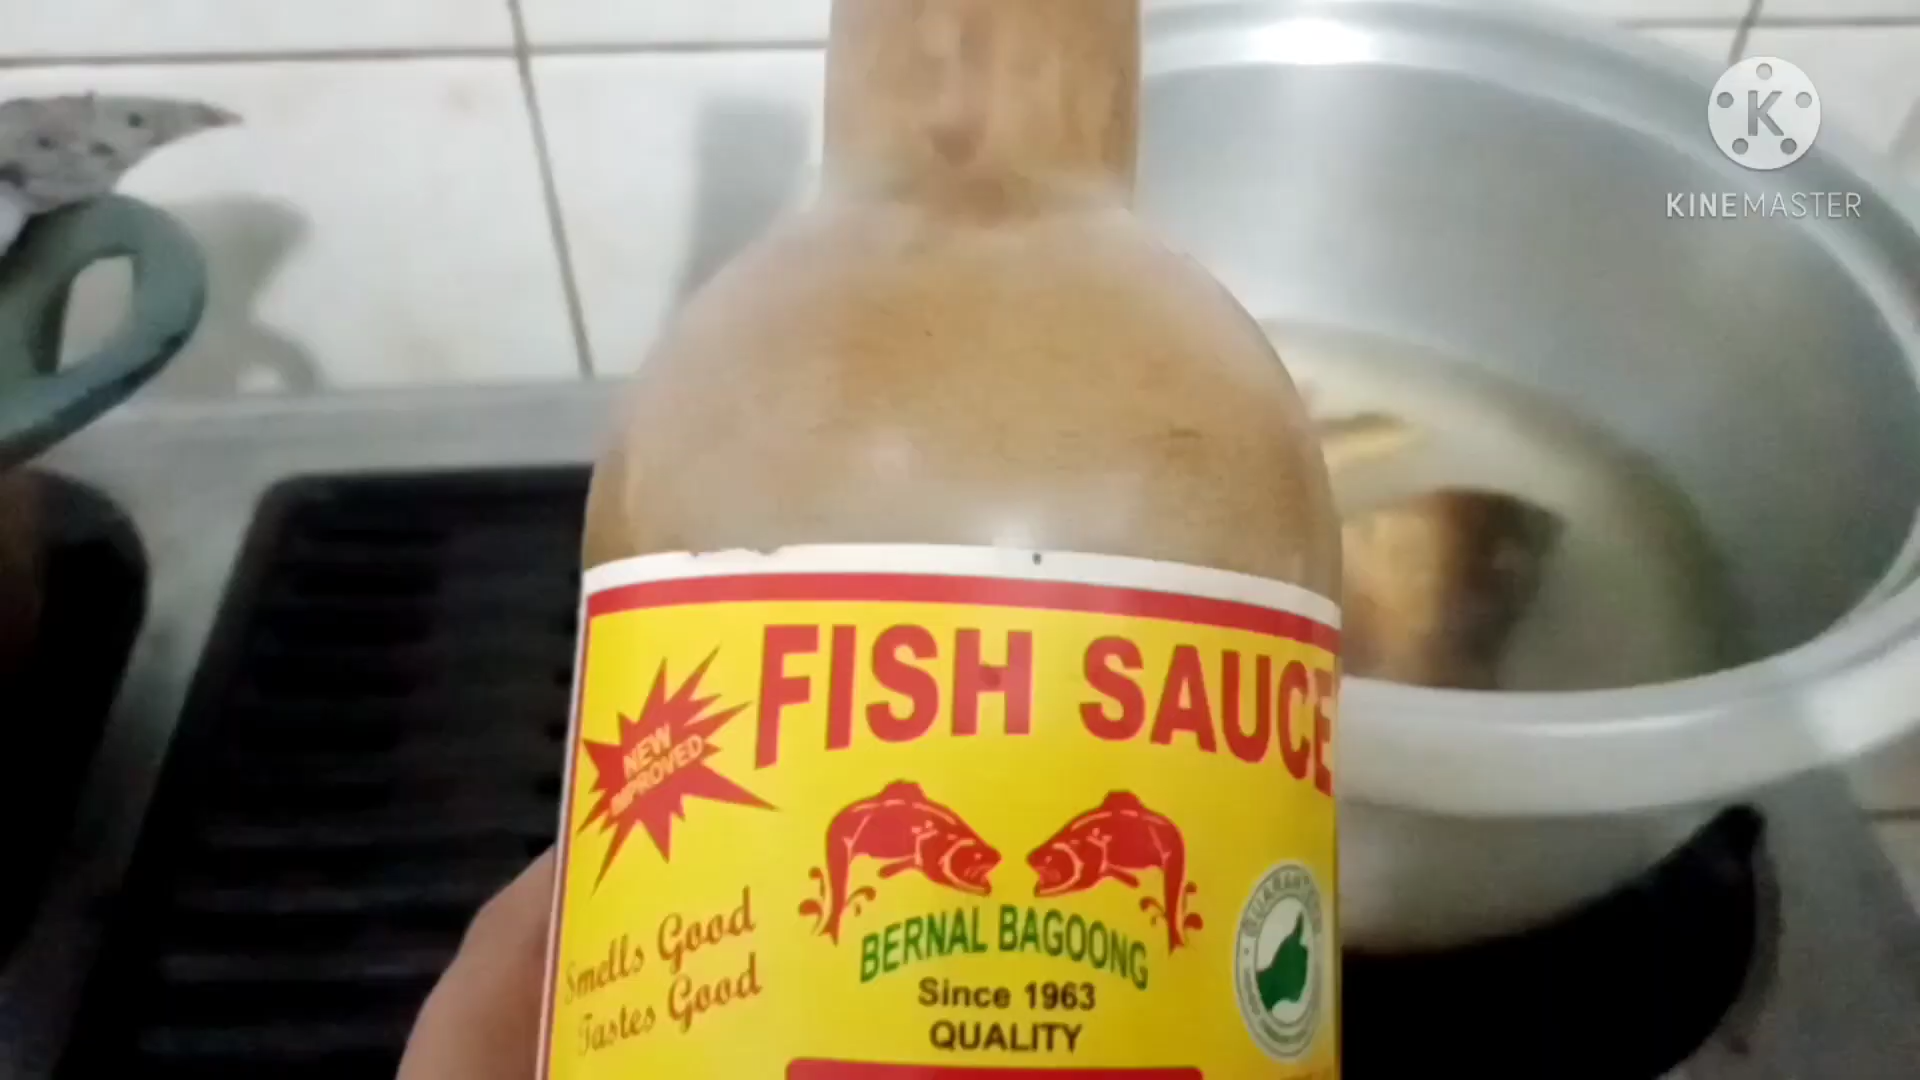 K
KINEMASTER
FISH SAUCE
NEW
IMPROVED
Smells Good
Tastes Good
BERNAL BAGOONG
Since 1963
QUALITY